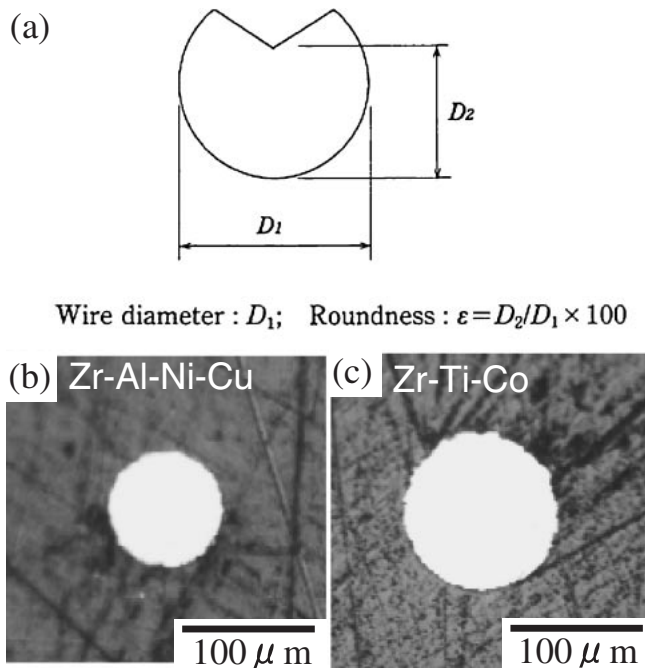 (a)
D2
D1
Wire diameter : D₁; Roundness : ε=D₂/D₁×100
(b) Zr-Al-Ni-Cu
(c) Zr-Ti-Co
100 μ m
100 μ m